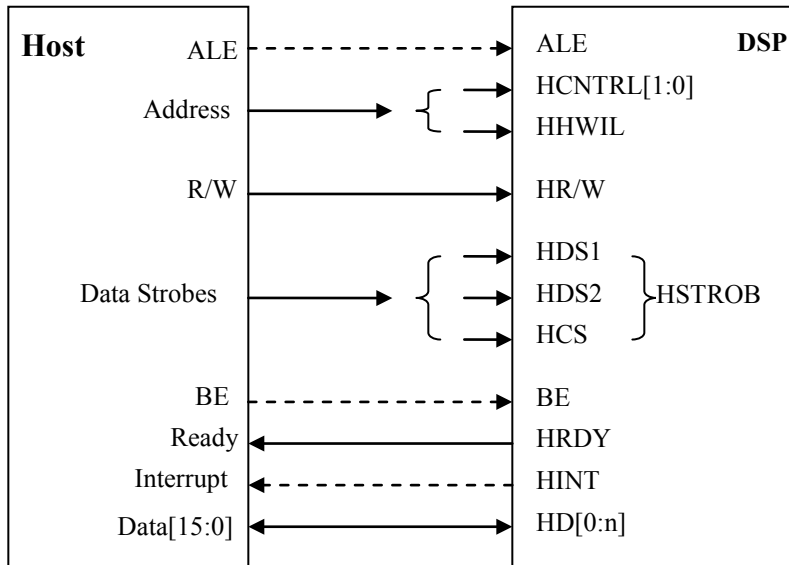 Host
ALE
ALE
DSP
Address
HCNTRL[1:0]
HHWIL
R/W
HR/W
Data Strobes
HDS1
HDS2
HCS
HSTROB
BE
BE
Ready
HRDY
Interrupt
HINT
Data[15:0]
HD[0:n]